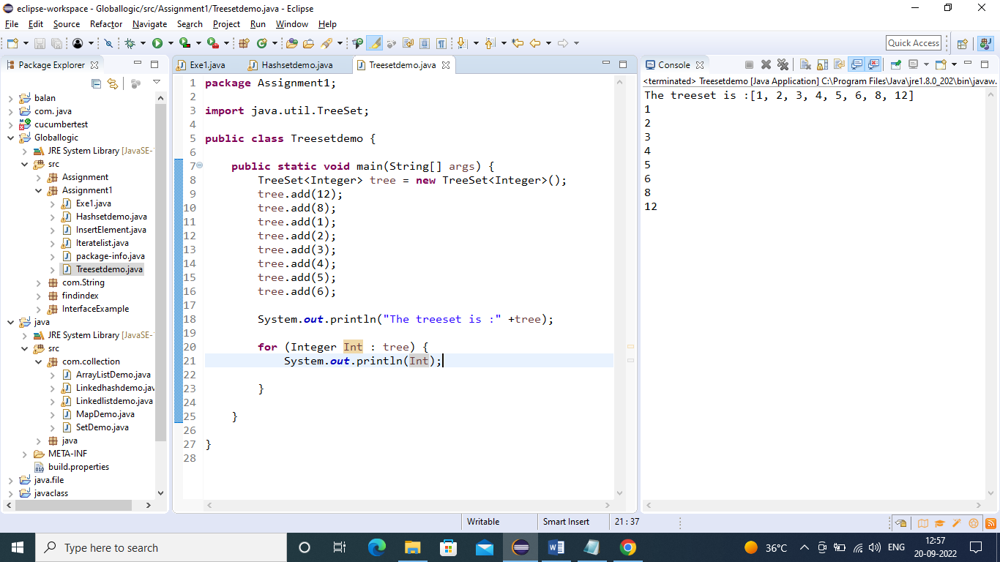 eclipse-workspace - Globallogic/src/Assignment1/Treesetdemo.java - Eclipse
File Edit Source Refactor Navigate Search Project Run Window Help
Quick Access
Package Explorer
balan
com. java
cucumbertest
Globallogic
JRE System Library [JavaSE-1
src
Assignment
Assignment1
Exe1.java
Hashsetdemo.java
InsertElement.java
Iteratelist.java
package-info.java
Treesetdemo.java
com.String
findindex
InterfaceExample
java
JRE System Library [JavaSE-1
src
com.collection
ArrayListDemo.java
Linkedhashdemo.jav
Linkedlistdemo.java
MapDemo.java
SetDemo.java
java
META-INF
build.properties
java.file
javaclass
Exe1.java Hashsetdemo.java Treesetdemo.java
1 package Assignment1;
2
3 import java.util.TreeSet;
4
5 public class Treesetdemo {
6
7 public static void main(String[] args) {
8 TreeSet<Integer> tree = new TreeSet<Integer>();
9 tree.add(12);
10 tree.add(8);
11 tree.add(1);
12 tree.add(2);
13 tree.add(3);
14 tree.add(4);
15 tree.add(5);
16 tree.add(6);
17
18 System.out.println("The treeset is :" +tree);
19
20 for (Integer Int : tree) {
21 System.out.println(Int);
22
23 }
24
25 }
26
27 }
28
Console
<terminated> Treesetdemo [Java Application] C:\Program Files\Java\jre1.8.0_202\bin\javaw.
The treeset is :[1, 2, 3, 4, 5, 6, 8, 12]
1
2
3
4
5
6
8
12
Writable Smart Insert 21 : 37
Type here to search
36°C ENG 12:57
20-09-2022